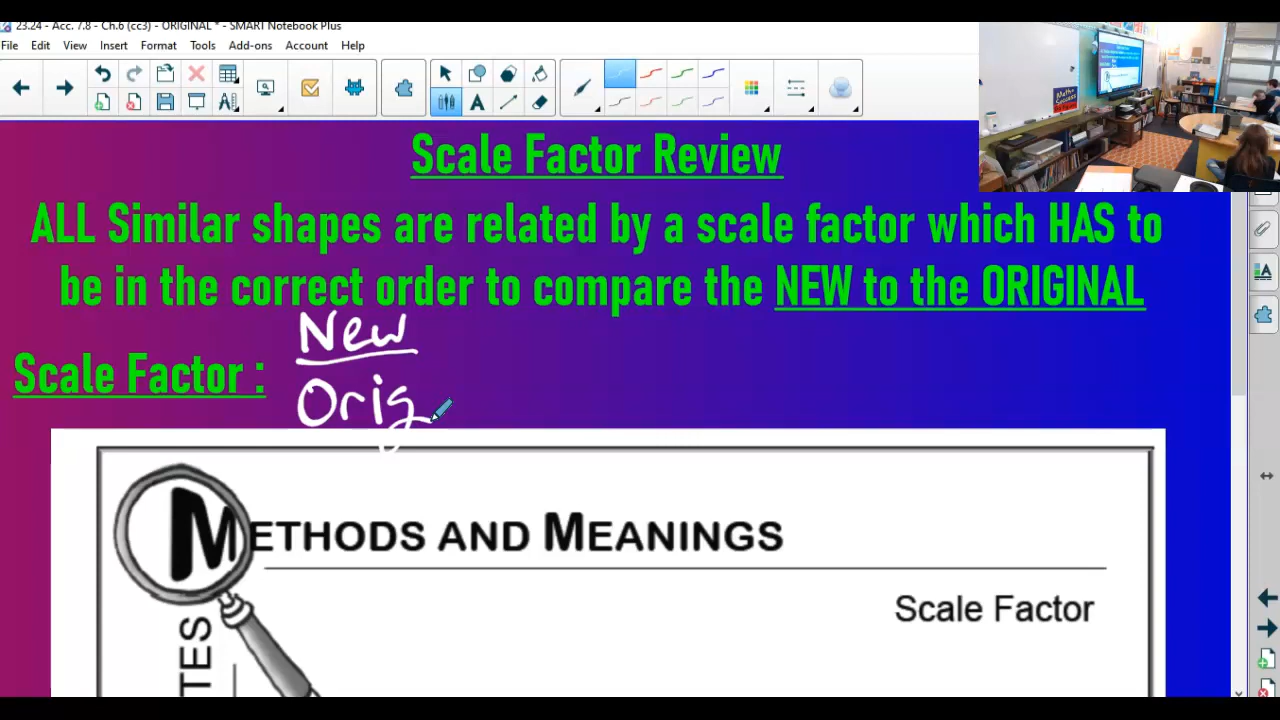 23.24 - Acc. 7.8 - Ch.6 (cc3) - ORIGINAL * - SMART Notebook Plus
File Edit View Insert Format Tools Add-ons Account Help
Scale Factor Review
ALL Similar shapes are related by a scale factor which HAS to
be in the correct order to compare the NEW to the ORIGINAL
New
Scale Factor :
Orig
METHODS AND MEANINGS
Scale Factor
TES